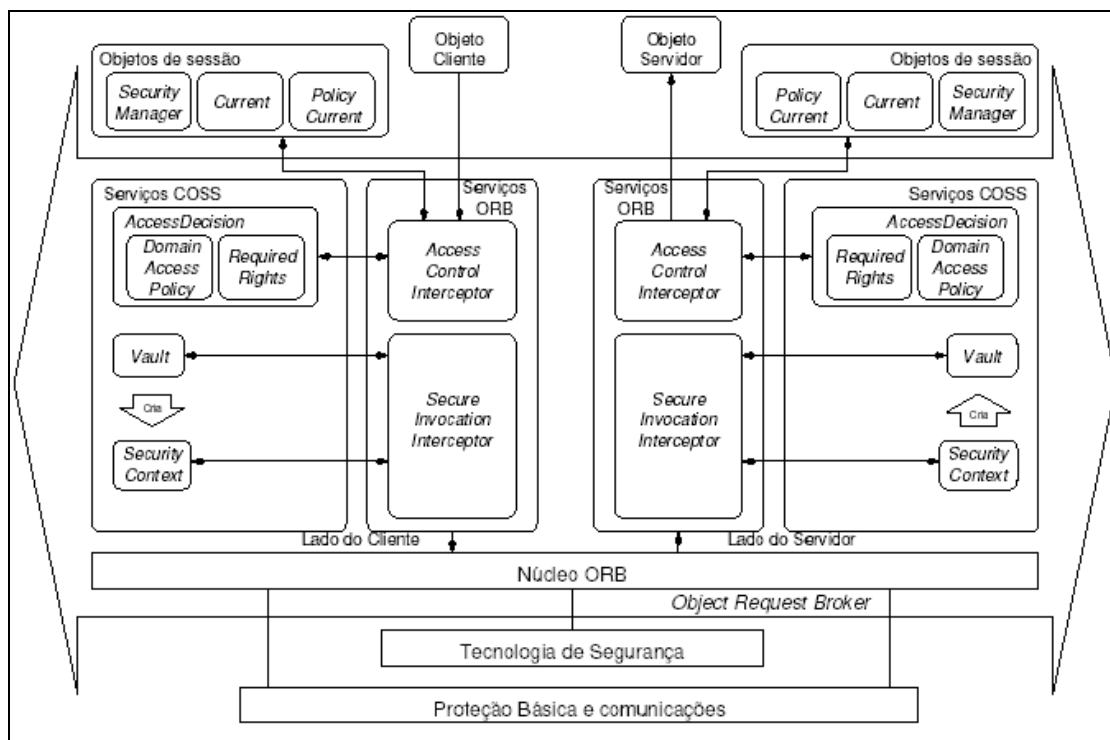 Objeto
Cliente
Objeto
Servidor
Objetos de sessão
Security
Manager
Current
Policy
Current
Objetos de sessão
Policy
Current
Current
Security
Manager
Serviços COSS
AccessDecision
Domain
Access
Policy
Required
Rights
Vault
Cria
Security
Context
Serviços
ORB
Access
Control
Interceptor
Secure
Invocation
Interceptor
Serviços
ORB
Access
Control
Interceptor
Secure
Invocation
Interceptor
Serviços COSS
AccessDecision
Required
Rights
Domain
Access
Policy
Vault
Cria
Security
Context
Lado do Cliente
Lado do Servidor
Núcleo ORB
Object Request Broker
Tecnologia de Segurança
Proteção Básica e comunicações